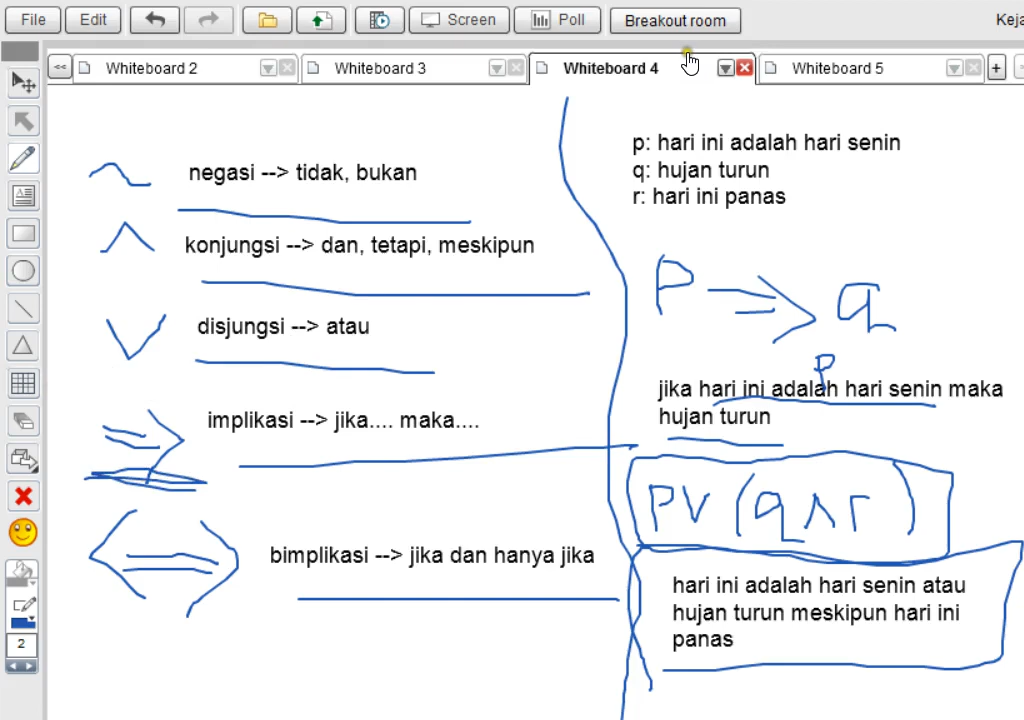 File Edit Screen Poll Breakout room Keja
<< Whiteboard 2 Whiteboard 3 Whiteboard 4 Whiteboard 5 +
negasi --> tidak, bukan
konjungsi --> dan, tetapi, meskipun
disjungsi --> atau
implikasi --> jika.... maka....
bimplikasi --> jika dan hanya jika
2
p: hari ini adalah hari senin
q: hujan turun
r: hari ini panas
P ⇒ q
P
jika hari ini adalah hari senin maka
hujan turun
P∨(q∧r)
hari ini adalah hari senin atau
hujan turun meskipun hari ini
panas